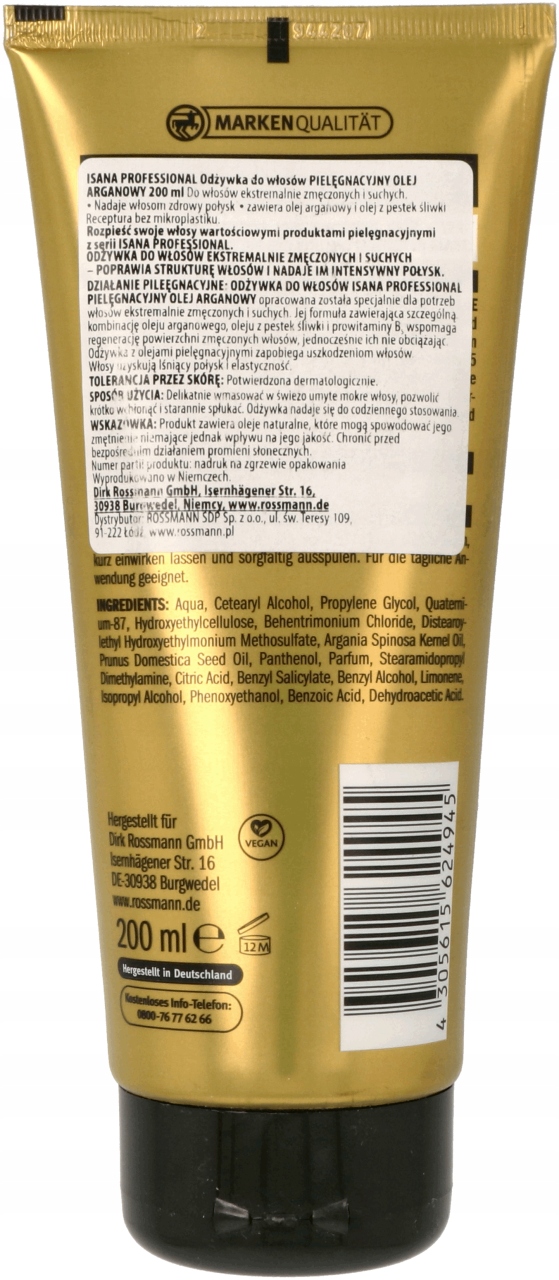 MARKENQUALITÄT
ISANA PROFESSIONAL Odżywka do włosów PIELĘGNACYJNY OLEJ
ARGANOWY 200 ml Do włosów ekstremalnie zmęczonych i suchych.
• Nadaje włosom zdrowy połysk • zawiera olej arganowy i olej z pestek śliwki
Receptura bez mikroplastiku.
Rozpieść swoje włosy wartościowymi produktami pielęgnacyjnymi
z serii ISANA PROFESSIONAL.
ODŻYWKA DO WŁOSÓW EKSTREMALNIE ZMĘCZONYCH I SUCHYCH
– POPRAWIA STRUKTURĘ WŁOSÓW I NADAJE IM INTENSYWNY POŁYSK.
DZIAŁANIE PIELĘGNACYJNE: ODŻYWKA DO WŁOSÓW ISANA PROFESSIONAL
PIELĘGNACYJNY OLEJ ARGANOWY opracowana została specjalnie dla potrzeb
włosów ekstremalnie zmęczonych i suchych. Jej formuła zawierająca szczególną
kombinację oleju arganowego, oleju z pestek śliwki i prowitaminy B, wspomaga
regenerację powierzchni zmęczonych włosów, jednocześnie ich nie obciążając.
Odżywka z olejami pielęgnacyjnymi zapobiega uszkodzeniom włosów.
Włosy uzyskują lśniący połysk i elastyczność.
TOLERANCJA PRZEZ SKÓRĘ: Potwierdzona dermatologicznie.
SPOSÓB UŻYCIA: Delikatnie wmasować w świeżo umyte mokre włosy, pozwolić
krótko wchłonąć i starannie spłukać. Odżywka nadaje się do codziennego stosowania.
WSKAZÓWKA: Produkt zawiera oleje naturalne, które mogą spowodować jego
zmętnienie niemające jednak wpływu na jego jakość. Chronić przed
bezpośrednim działaniem promieni słonecznych.
Numer partii produktu: nadruk na zgrzewie opakowania
Wyprodukowano w Niemczech.
Dirk Rossmann GmbH, Isernhägener Str. 16,
30938 Burgwedel, Niemcy, www.rossmann.de
Dystrybutor: ROSSMANN SDP Sp. z o.o., ul. św. Teresy 109,
91-222 Łódź, www.rossmann.pl
kurz einwirken lassen und sorgfältig ausspülen. Für die tägliche An-
wendung geeignet.
INGREDIENTS: Aqua, Cetearyl Alcohol, Propylene Glycol, Quaterni-
um-87, Hydroxyethylcellulose, Behentrimonium Chloride, Distearoy-
lethyl Hydroxyethylmonium Methosulfate, Argania Spinosa Kernel Oil,
Prunus Domestica Seed Oil, Panthenol, Parfum, Stearamidopropyl
Dimethylamine, Citric Acid, Benzyl Salicylate, Benzyl Alcohol, Limonene,
Isopropyl Alcohol, Phenoxyethanol, Benzoic Acid, Dehydroacetic Acid.
Hergestellt für
Dirk Rossmann GmbH
Isernhägener Str. 16
DE-30938 Burgwedel
www.rossmann.de
VEGAN
200 ml e
12 M
Hergestellt in Deutschland
Kostenloses Info-Telefon:
0800-76 77 62 66
4 305615 624945